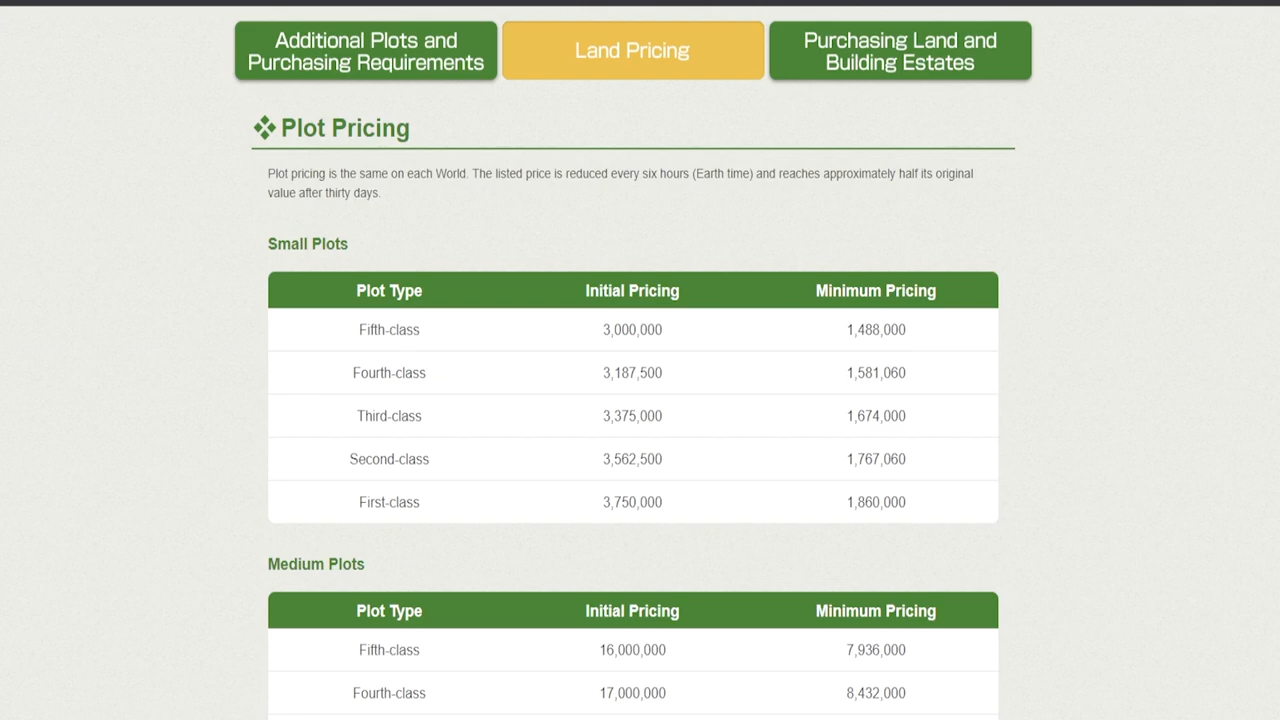 Additional Plots and
Purchasing Requirements
Land Pricing
Purchasing Land and
Building Estates
Plot Pricing
Plot pricing is the same on each World. The listed price is reduced every six hours (Earth time) and reaches approximately half its original
value after thirty days.
Small Plots
Plot Type Initial Pricing Minimum Pricing
Fifth-class 3,000,000 1,488,000
Fourth-class 3,187,500 1,581,060
Third-class 3,375,000 1,674,000
Second-class 3,562,500 1,767,060
First-class 3,750,000 1,860,000
Medium Plots
Plot Type Initial Pricing Minimum Pricing
Fifth-class 16,000,000 7,936,000
Fourth-class 17,000,000 8,432,000